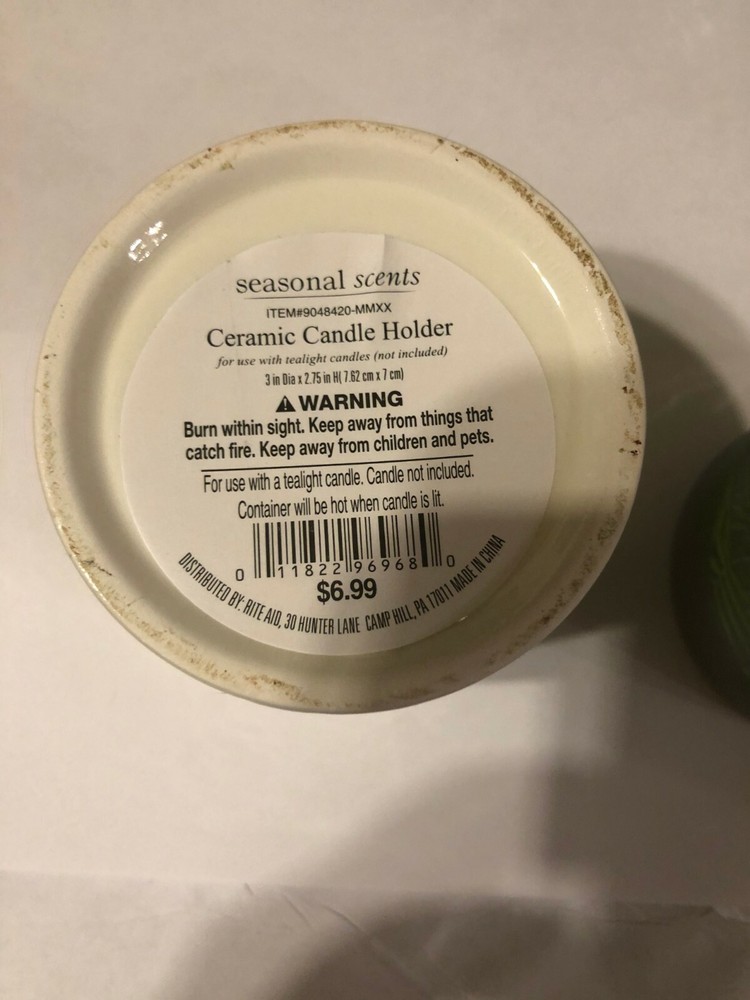 seasonal scents
ITEM#9048420-MMXX
Ceramic Candle Holder
for use with tealight candles (not included)
3 in Dia x 2.75 in H( 7.62 cm x 7 cm)
⚠ WARNING
Burn within sight. Keep away from things that
catch fire. Keep away from children and pets.
For use with a tealight candle. Candle not included.
Container will be hot when candle is lit.
0 11822 96968 0
$6.99
DISTRIBUTED BY: RITE AID, 30 HUNTER LANE CAMP HILL, PA 17011 MADE IN CHINA